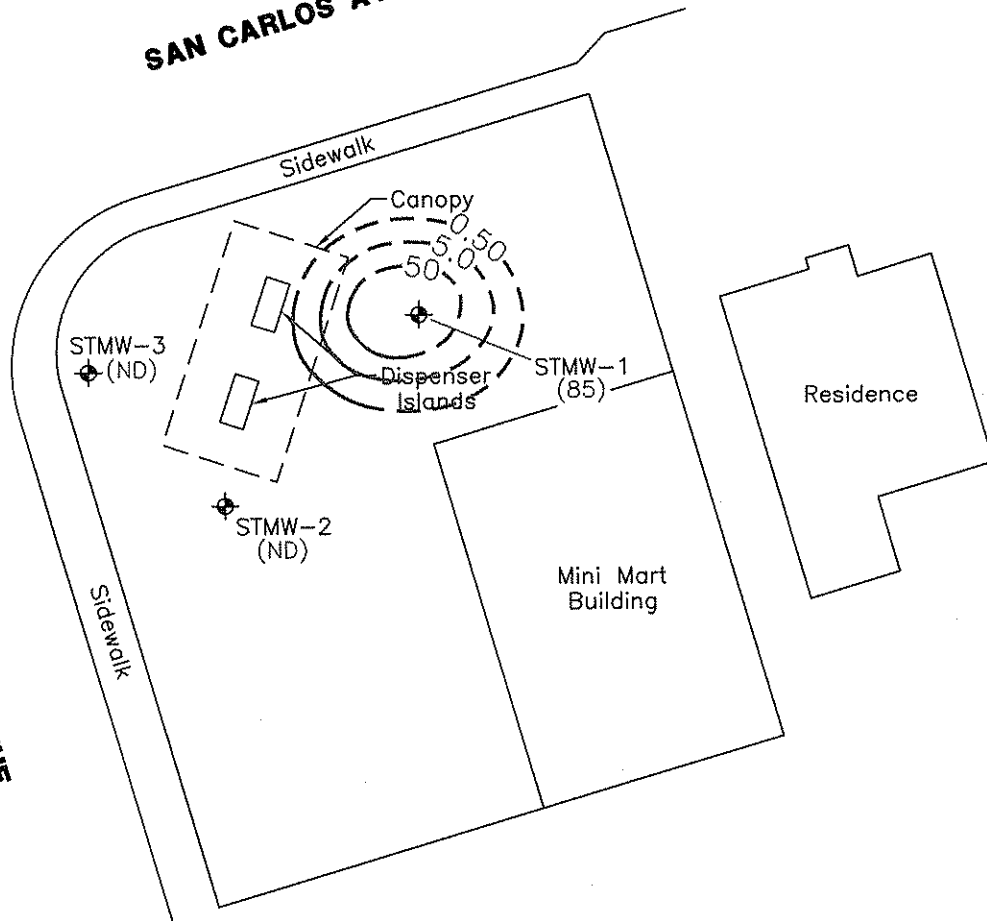 SAN CARLOS
Sidewalk
Canopy
0.50
5.0
50
STMW-3
(ND)
STMW-1
(85)
Dispenser
Islands
Residence
STMW-2
(ND)
Mini Mart
Building
Sidewalk